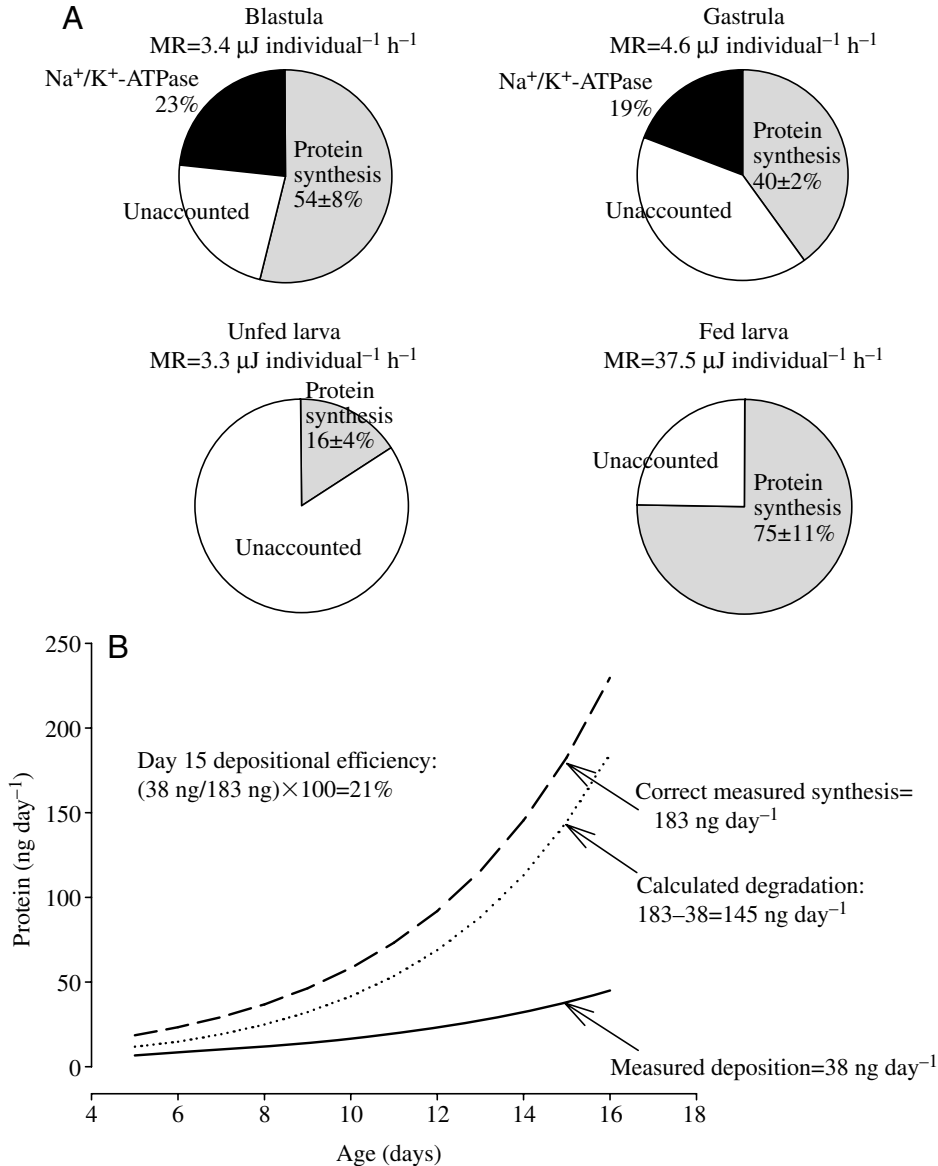 A
Blastula
MR=3.4 µJ individual⁻¹ h⁻¹
Na⁺/K⁺-ATPase
23%
Protein
synthesis
54±8%
Unaccounted
Gastrula
MR=4.6 µJ individual⁻¹ h⁻¹
Na⁺/K⁺-ATPase
19%
Protein
synthesis
40±2%
Unaccounted
Unfed larva
MR=3.3 µJ individual⁻¹ h⁻¹
Protein
synthesis
16±4%
Unaccounted
Fed larva
MR=37.5 µJ individual⁻¹ h⁻¹
Unaccounted
Protein
synthesis
75±11%
B
Protein (ng day⁻¹)
250
200
150
100
50
0
Day 15 depositional efficiency:
(38 ng/183 ng)×100=21%
Correct measured synthesis=
183 ng day⁻¹
Calculated degradation:
183–38=145 ng day⁻¹
Measured deposition=38 ng day⁻¹
4 6 8 10 12 14 16 18
Age (days)